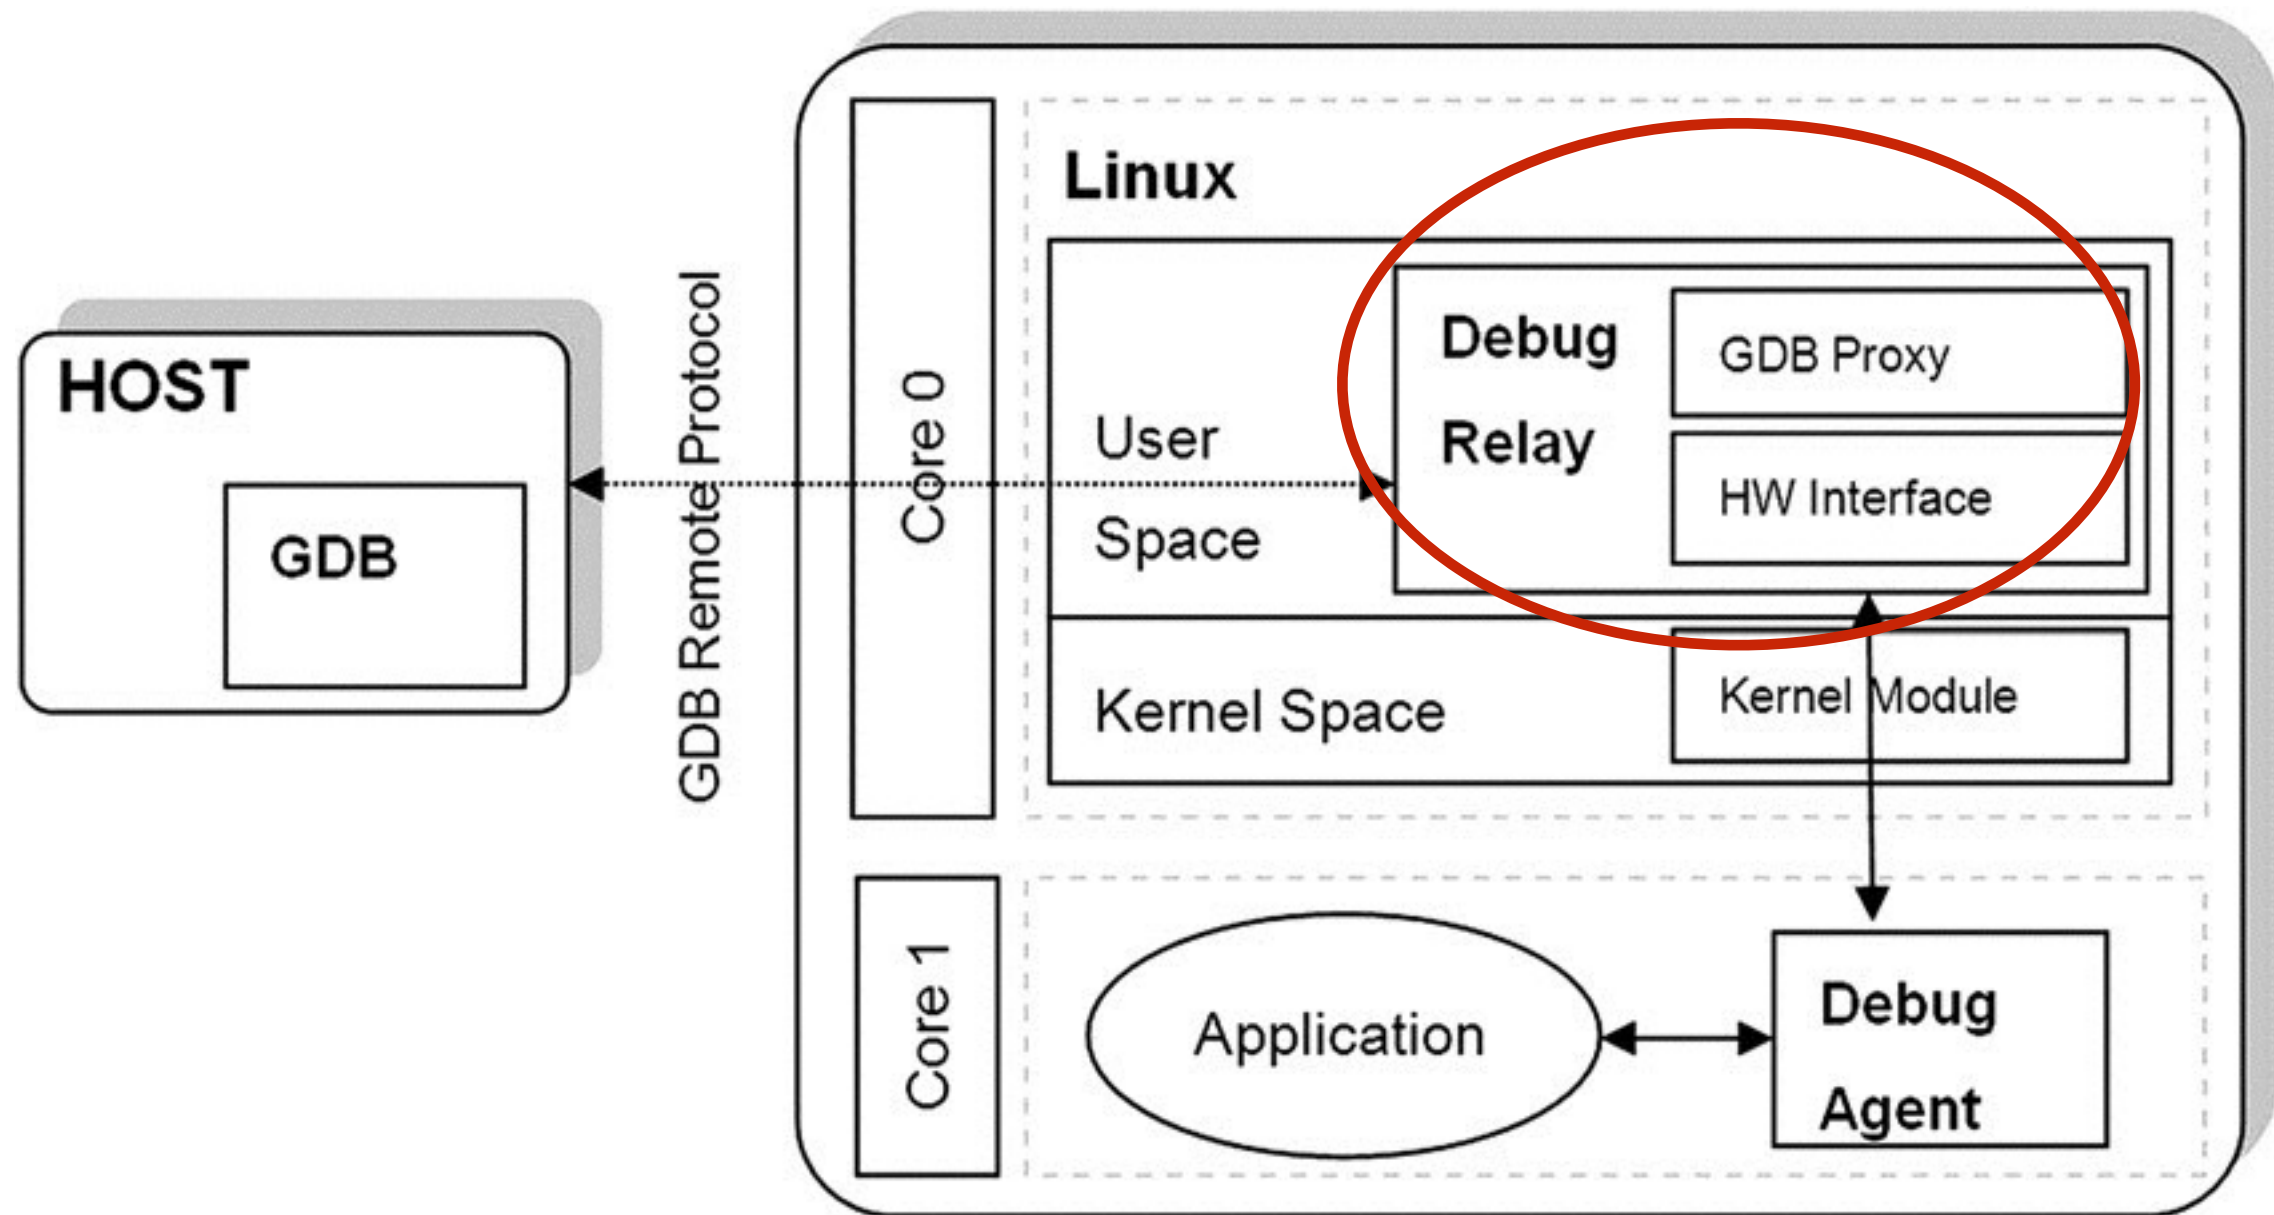 HOST
GDB
GDB Remote Protocol
Core 0
Linux
User
Space
Debug
Relay
GDB Proxy
HW Interface
Kernel Space
Kernel Module
Core 1
Application
Debug
Agent